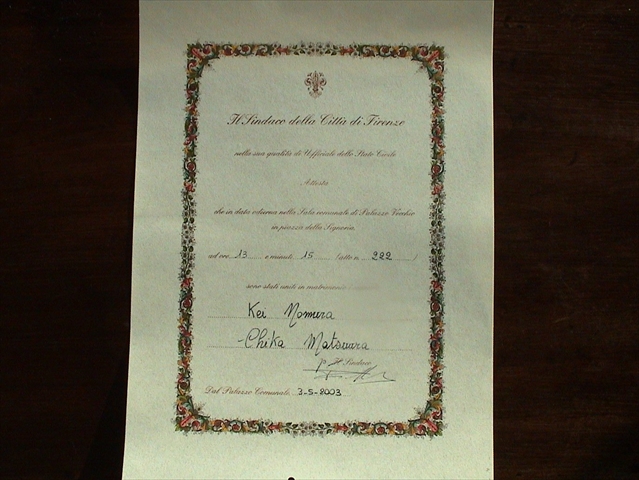 Il Sindaco della Città di Firenze
nella sua qualità di Ufficiale dello Stato Civile
Attesta
che in data odierna nella Sala comunale di Palazzo Vecchio
in piazza della Signoria
ad ore 13 e minuti 15 (atto n. 222 )
sono stati uniti in matrimonio
Kei Nomura
Chika Matsuura
p. Il Sindaco
Dal Palazzo Comunale, 3-5-2003